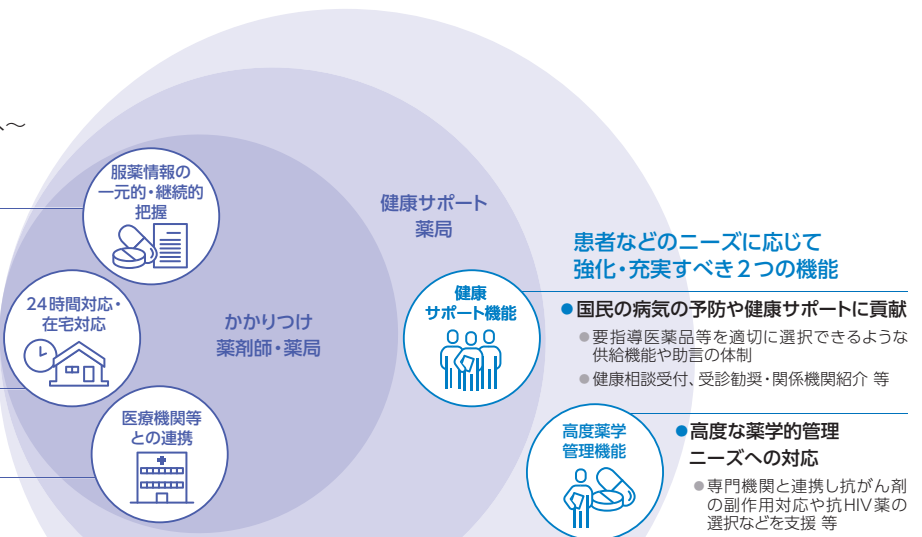 へ〜
服薬情報の
一元的・継続的
把握
24時間対応・
在宅対応
医療機関等
との連携
かかりつけ
薬剤師・薬局
健康サポート
薬局
健康
サポート機能
高度薬学
管理機能
患者などのニーズに応じて
強化・充実すべき2つの機能
●国民の病気の予防や健康サポートに貢献
●要指導医薬品等を適切に選択できるような
供給機能や助言の体制
●健康相談受付、受診勧奨・関係機関紹介 等
●高度な薬学的管理
ニーズへの対応
●専門機関と連携し抗がん剤
の副作用対応や抗HIV薬の
選択などを支援 等